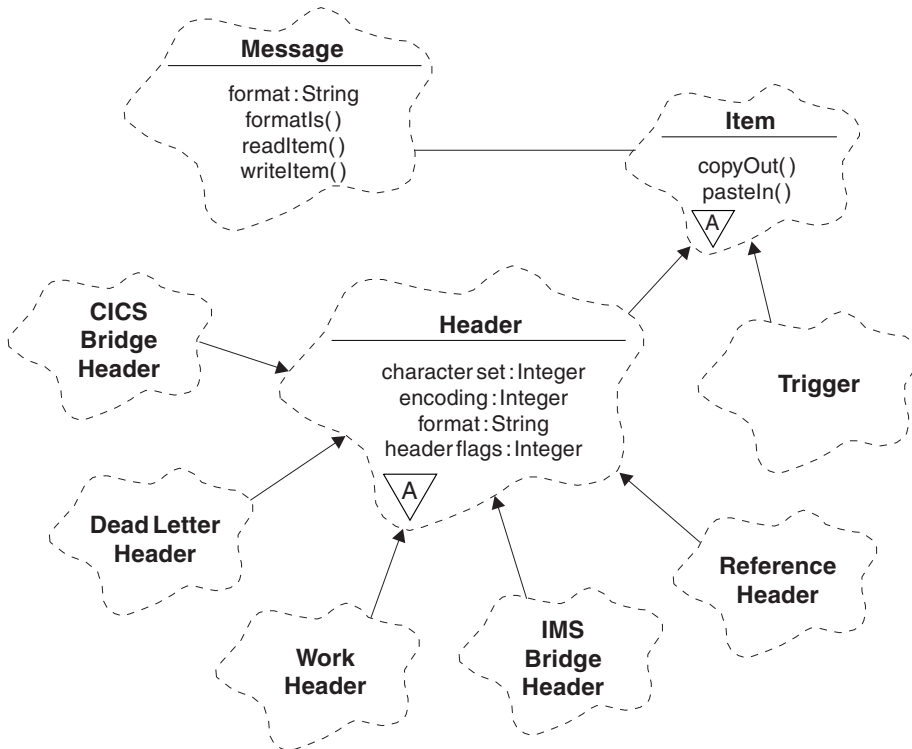 Message
format : String
formatIs( )
readItem( )
writeItem( )
Item
copyOut( )
pasteIn( )
A
CICS
Bridge
Header
Header
character set : Integer
encoding : Integer
format : String
header flags : Integer
A
Trigger
Dead Letter
Header
Reference
Header
Work
Header
IMS
Bridge
Header